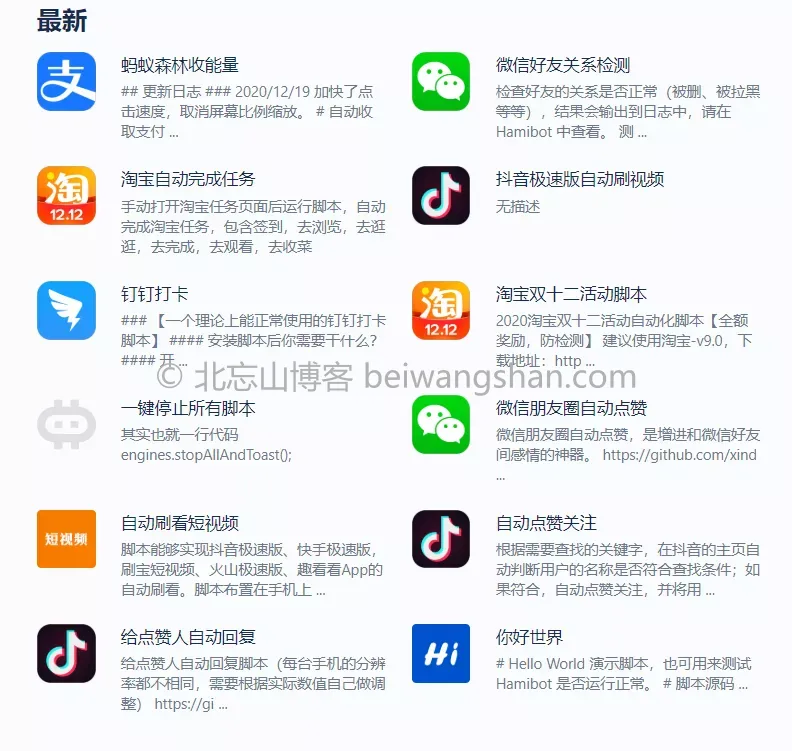 最新
蚂蚁森林收能量
## 更新日志 ### 2020/12/19 加快了点
击速度，取消屏幕比例缩放。 # 自动收
取支付 ...
微信好友关系检测
检查好友的关系是否正常（被删、被拉黑
等等），结果会输出到日志中，请在
Hamibot 中查看。 测 ...
淘
12.12
淘宝自动完成任务
手动打开淘宝任务页面后运行脚本，自动
完成淘宝任务，包含签到，去浏览，去逛
逛，去完成，去观看，去收菜
抖音极速版自动刷视频
无描述
钉钉打卡
### 【一个理论上能正常使用的钉钉打卡
脚本】 #### 安装脚本后你需要干什么？
#### 开 ...
淘
12.12
淘宝双十二活动脚本
2020淘宝双十二活动自动化脚本【全额
奖励，防检测】 建议使用淘宝-v9.0，下
载地址：http ...
© 北忘山博客 beiwangshan.com
一键停止所有脚本
其实也就一行代码
engines.stopAllAndToast();
微信朋友圈自动点赞
微信朋友圈自动点赞，是增进和微信好友
间感情的神器。 https://github.com/xind
...
短视频
自动刷看短视频
脚本能够实现抖音极速版、快手极速版，
刷宝短视频、火山极速版、趣看看App的
自动刷看。脚本布置在手机上 ...
自动点赞关注
根据需要查找的关键字，在抖音的主页自
动判断用户的名称是否符合查找条件；如
果符合，自动点赞关注，并将用 ...
给点赞人自动回复
给点赞人自动回复脚本（每台手机的分辨
率都不相同，需要根据实际数值自己做调
整） https://gi ...
Hi
你好世界
# Hello World 演示脚本，也可用来测试
Hamibot 是否运行正常。 # 脚本源码 ...